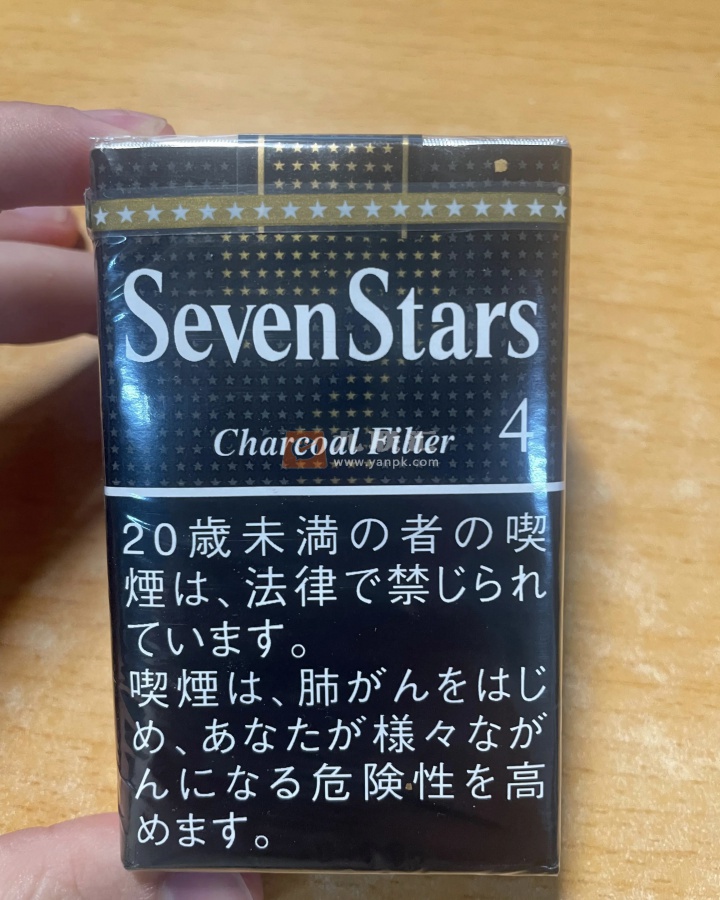 Seven Stars
Charcoal Filter 4
www.yanpk.com
20歳未満の者の喫
煙は、法律で禁じられ
ています。
喫煙は、肺がんをはじ
め、あなたが様々なが
んになる危険性を高
めます。